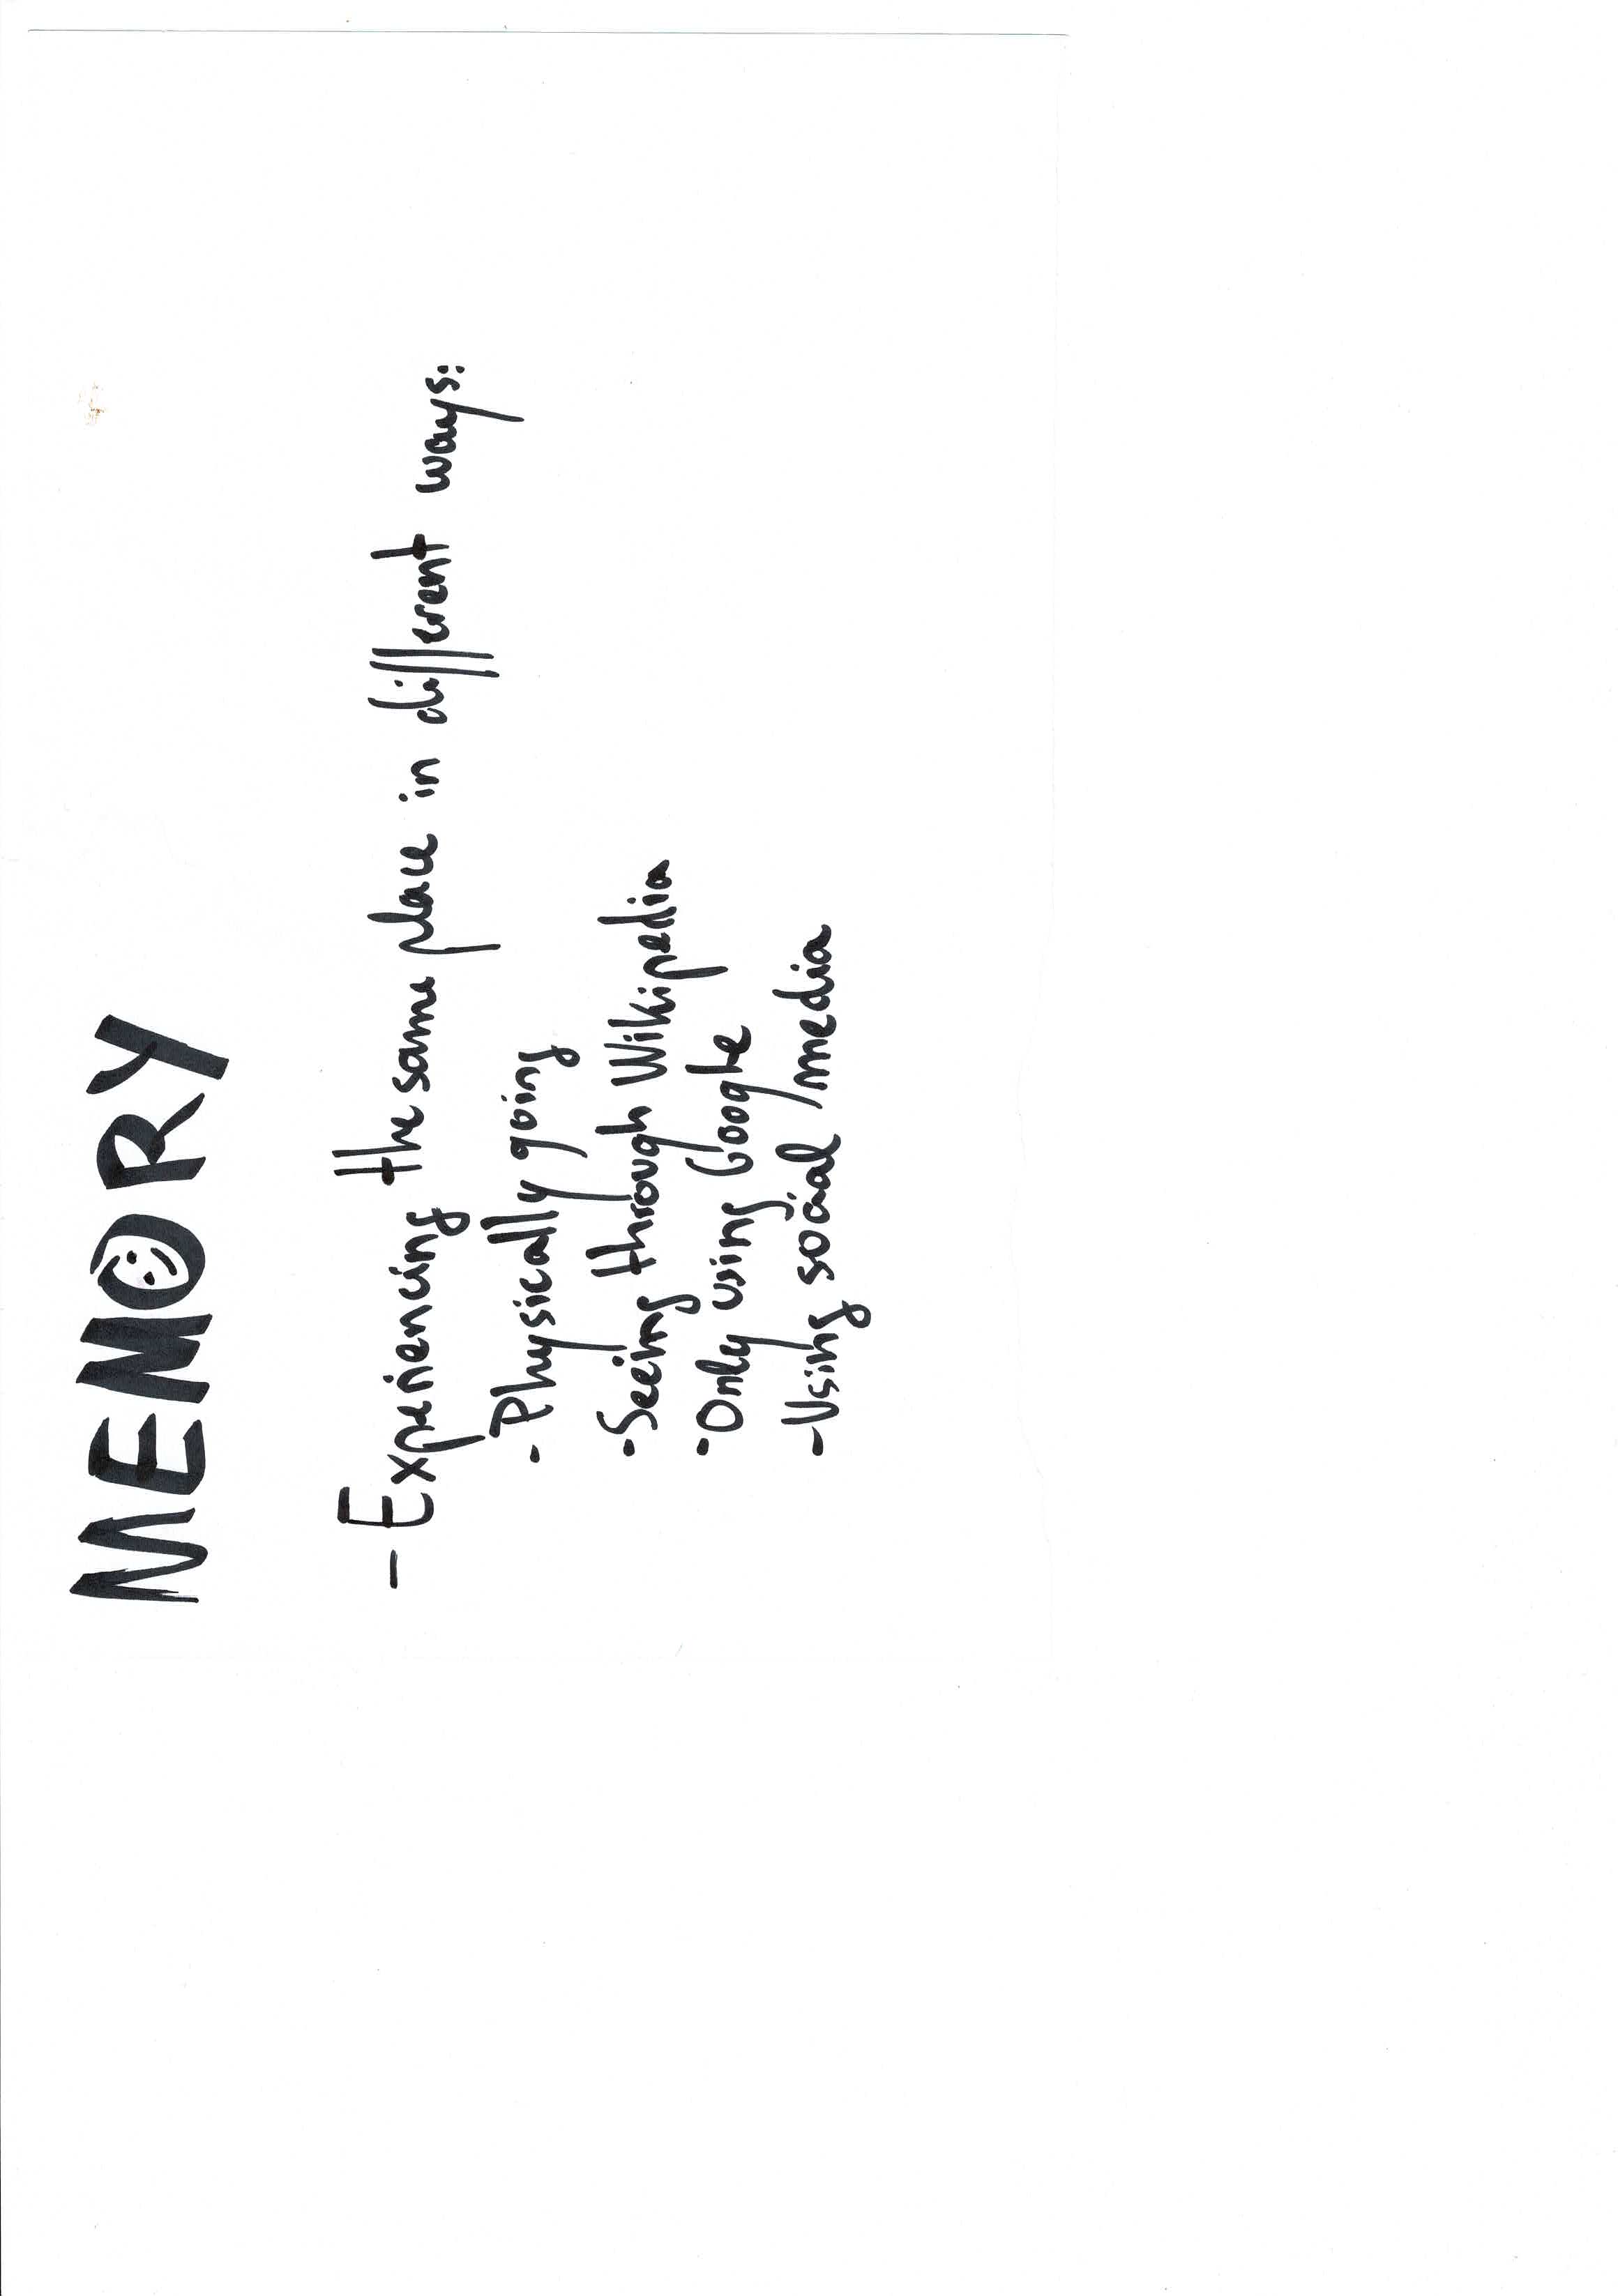 MEMORY
- Experiencing the same place in different ways:
- Physically going
- Seeing through Wikipedia
- Only using Google
- Using social media